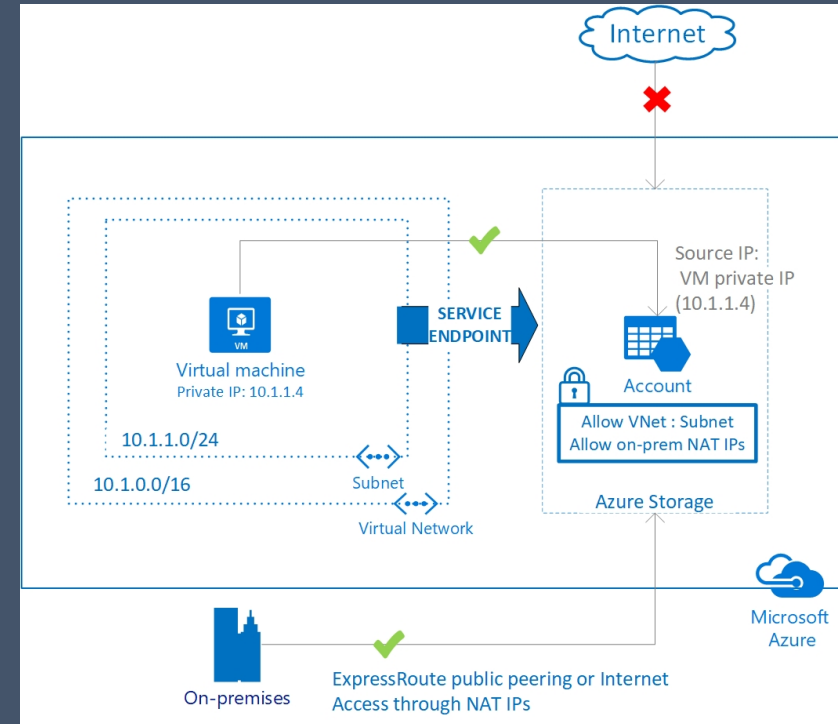 Internet
Source IP:
VM private IP
(10.1.1.4)
SERVICE
ENDPOINT
VM
Virtual machine
Private IP: 10.1.1.4
Account
Allow VNet : Subnet
Allow on-prem NAT IPs
10.1.1.0/24
Subnet
10.1.0.0/16
Azure Storage
Virtual Network
Microsoft
Azure
On-premises
ExpressRoute public peering or Internet
Access through NAT IPs